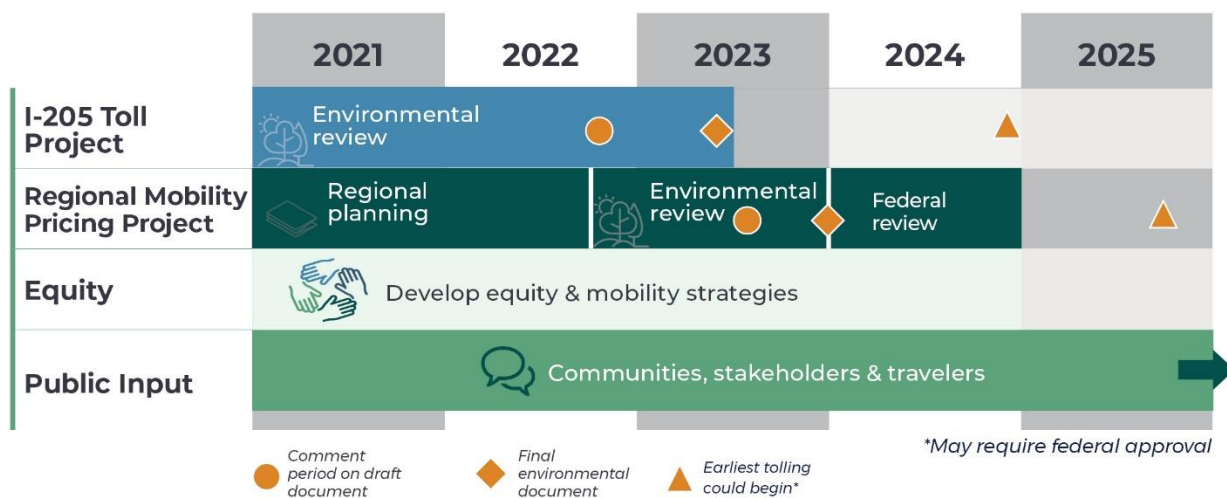 2021 2022 2023 2024 2025
I-205 Toll
Project
Environmental
review
Regional Mobility
Pricing Project
Regional
planning
Environmental
review
Federal
review
Equity
Develop equity & mobility strategies
Public Input
Communities, stakeholders & travelers
*May require federal approval
Comment
period on draft
document
Final
environmental
document
Earliest tolling
could begin*